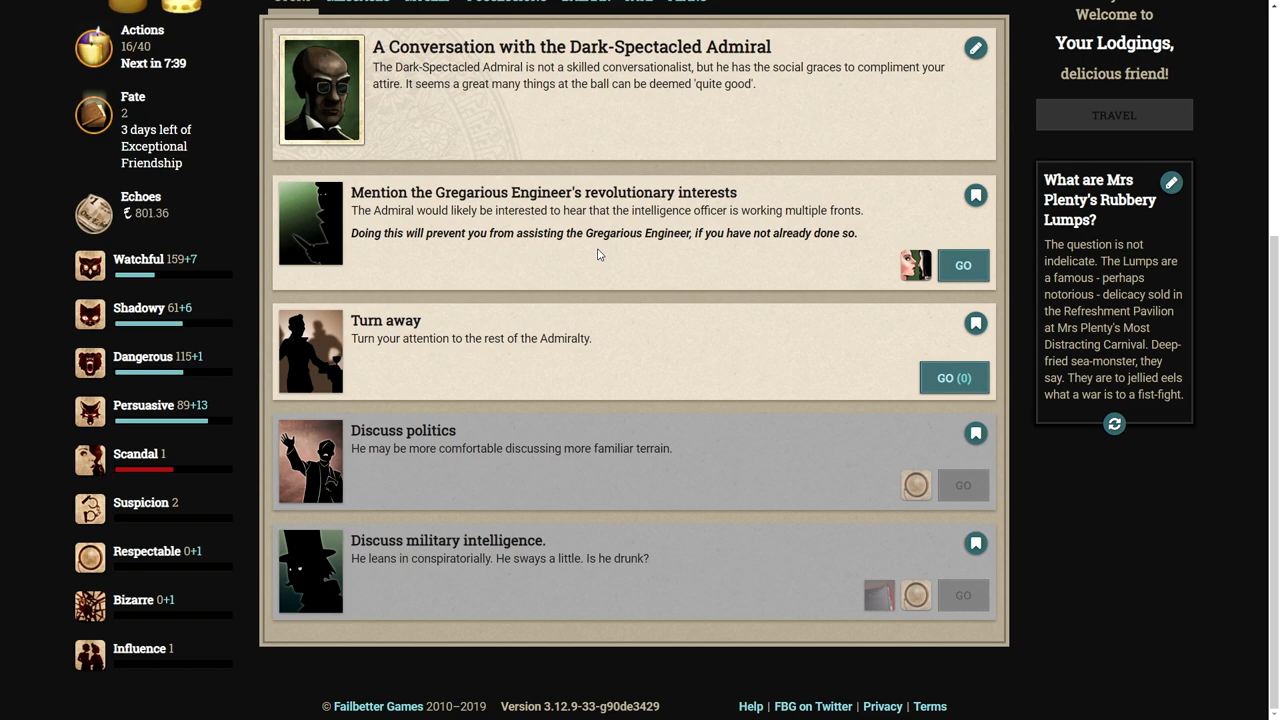 Actions
16/40
Next in 7:39
Fate
2
3 days left of
Exceptional
Friendship
Echoes
801.36
Watchful 159+7
Shadowy 61+6
Dangerous 115+1
Persuasive 89+13
Scandal 1
Suspicion 2
Respectable 0+1
Bizarre 0+1
Influence 1
A Conversation with the Dark-Spectacled Admiral
The Dark-Spectacled Admiral is not a skilled conversationalist, but he has the social graces to compliment your
attire. It seems a great many things at the ball can be deemed 'quite good'.
Mention the Gregarious Engineer's revolutionary interests
The Admiral would likely be interested to hear that the intelligence officer is working multiple fronts.
Doing this will prevent you from assisting the Gregarious Engineer, if you have not already done so.
GO
Turn away
Turn your attention to the rest of the Admiralty.
GO (0)
Discuss politics
He may be more comfortable discussing more familiar terrain.
GO
Discuss military intelligence.
He leans in conspiratorially. He sways a little. Is he drunk?
GO
Welcome to
Your Lodgings,
delicious friend!
TRAVEL
What are Mrs
Plenty's Rubbery
Lumps?
The question is not
indelicate. The Lumps are
a famous - perhaps
notorious - delicacy sold in
the Refreshment Pavilion
at Mrs Plenty's Most
Distracting Carnival. Deep-
fried sea-monster, they
say. They are to jellied eels
what a war is to a fist-fight.
© Failbetter Games 2010–2019 Version 3.12.9-33-g90de3429
Help | FBG on Twitter | Privacy | Terms